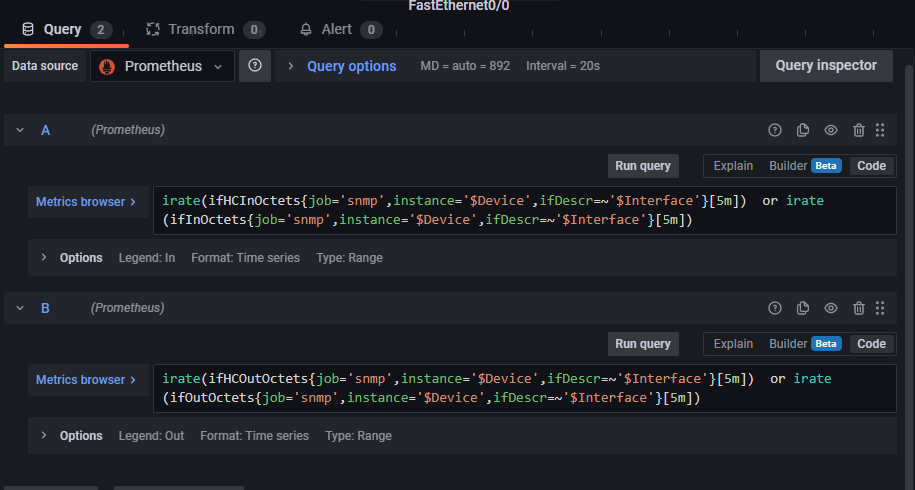 FastEthernet0/0
Query 2 Transform 0 Alert 0
Data source Prometheus Query options MD = auto = 892 Interval = 20s Query inspector
A (Prometheus)
Run query Explain Builder Beta Code
Metrics browser > irate(ifHCInOctets{job='snmp',instance='$Device',ifDescr=~'$Interface'}[5m])  or irate
(ifInOctets{job='snmp',instance='$Device',ifDescr=~'$Interface'}[5m])
Options Legend: In Format: Time series Type: Range
B (Prometheus)
Run query Explain Builder Beta Code
Metrics browser > irate(ifHCOutOctets{job='snmp',instance='$Device',ifDescr=~'$Interface'}[5m])  or irate
(ifOutOctets{job='snmp',instance='$Device',ifDescr=~'$Interface'}[5m])
Options Legend: Out Format: Time series Type: Range